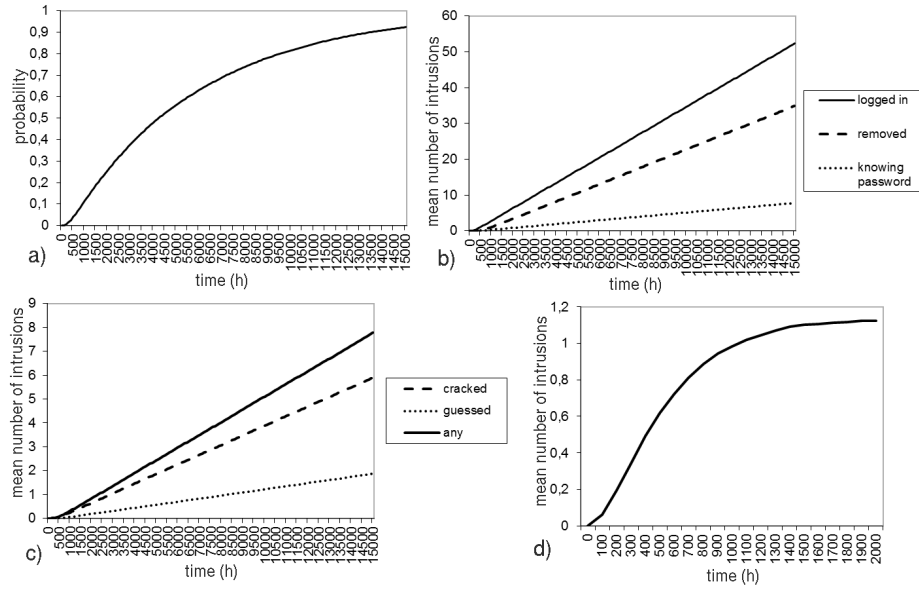 1
0,9
0,8
0,7
0,6
0,5
0,4
0,3
0,2
0,1
0
probability
0 500 1000 1500 2000 2500 3000 3500 4000 4500 5000 5500 6000 6500 7000 7500 8000 8500 9000 9500 10000 10500 11000 11500 12000 12500 13000 13500 14000 14500 15000
a)
time (h)
60
50
40
30
20
10
0
mean number of intrusions
0 500 1000 1500 2000 2500 3000 3500 4000 4500 5000 5500 6000 6500 7000 7500 8000 8500 9000 9500 10000 10500 11000 11500 12000 12500 13000 13500 14000 14500 15000
b)
time (h)
logged in
removed
knowing
password
9
8
7
6
5
4
3
2
1
0
mean number of intrusions
0 500 1000 1500 2000 2500 3000 3500 4000 4500 5000 5500 6000 6500 7000 7500 8000 8500 9000 9500 10000 10500 11000 11500 12000 12500 13000 13500 14000 14500 15000
c)
time (h)
cracked
guessed
any
1,2
1
0,8
0,6
0,4
0,2
0
mean number of intrusions
0 100 200 300 400 500 600 700 800 900 1000 1100 1200 1300 1400 1500 1600 1700 1800 1900 2000
d)
time (h)